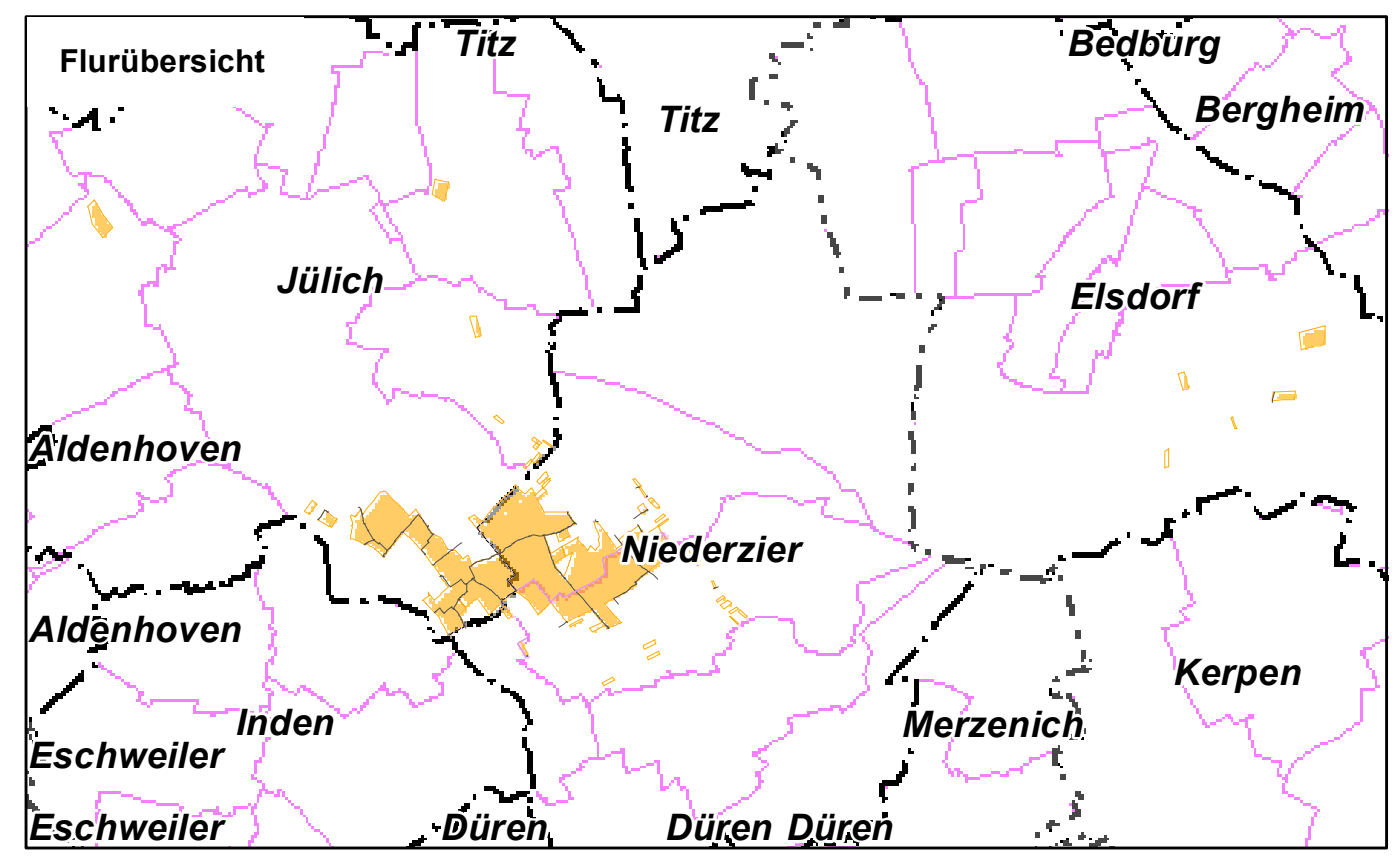 Flurübersicht
Titz
Bedburg
Titz
Bergheim
Jülich
Elsdorf
Aldenhoven
Niederzier
Aldenhoven
Kerpen
Inden
Merzenich
Eschweiler
Eschweiler
Düren
Düren
Düren